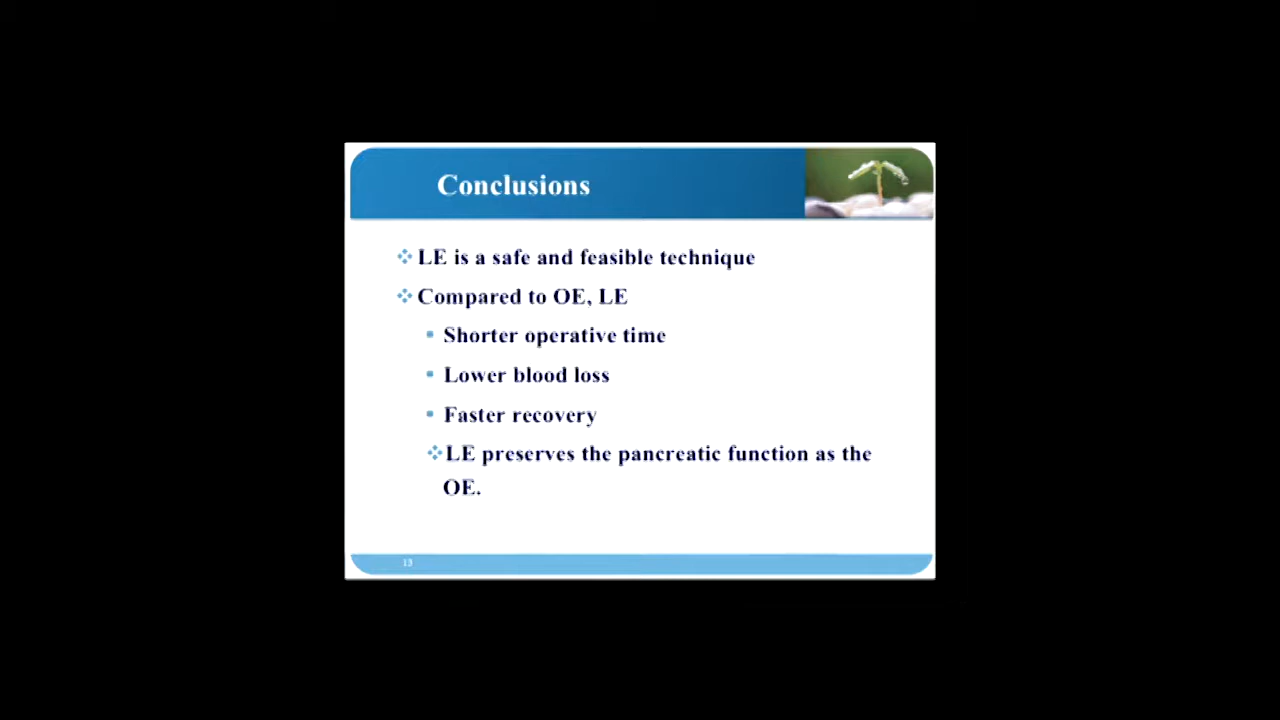 Conclusions
LE is a safe and feasible technique
Compared to OE, LE
Shorter operative time
Lower blood loss
Faster recovery
LE preserves the pancreatic function as the
OE.
13